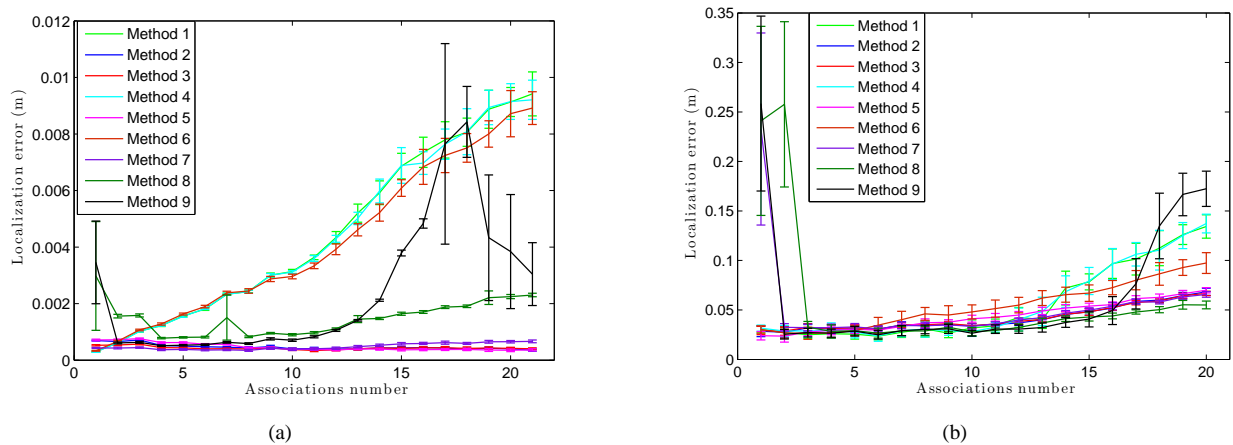 0.012
0.01
0.008
0.006
0.004
0.002
0
Localization error (m)
Method 1
Method 2
Method 3
Method 4
Method 5
Method 6
Method 7
Method 8
Method 9
0 5 10 15 20
Associations number
(a)
0.35
0.3
0.25
0.2
0.15
0.1
0.05
0
Localization error (m)
Method 1
Method 2
Method 3
Method 4
Method 5
Method 6
Method 7
Method 8
Method 9
0 5 10 15 20
Associations number
(b)